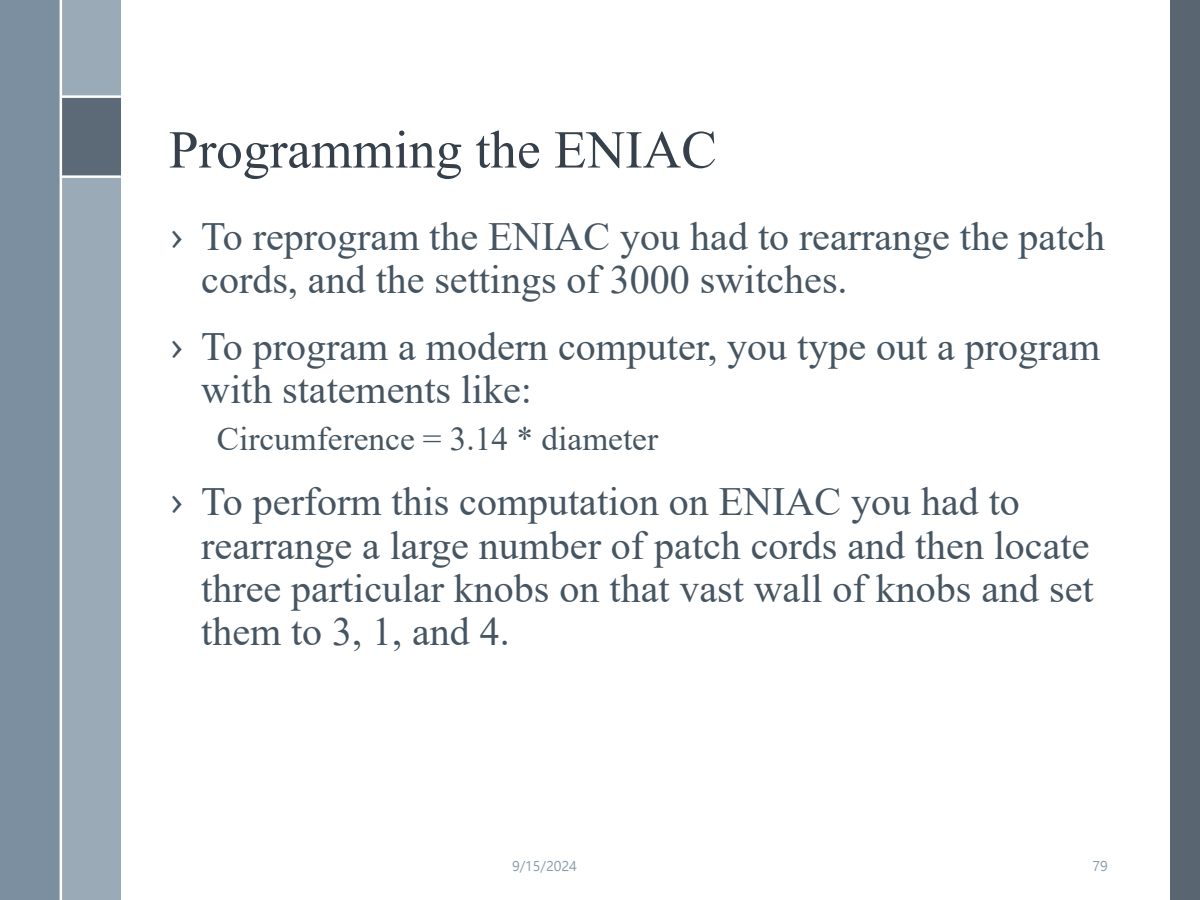 Programming the ENIAC
› To reprogram the ENIAC you had to rearrange the patch
cords, and the settings of 3000 switches.
› To program a modern computer, you type out a program
with statements like:
Circumference = 3.14 * diameter
› To perform this computation on ENIAC you had to
rearrange a large number of patch cords and then locate
three particular knobs on that vast wall of knobs and set
them to 3, 1, and 4.
9/15/2024
79